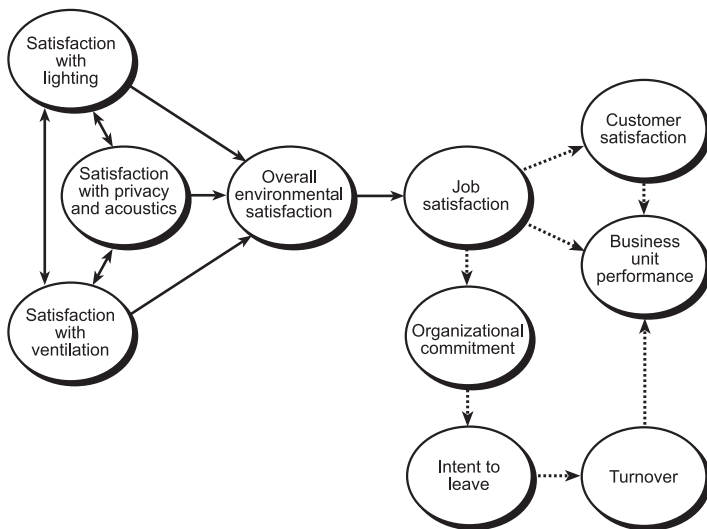 Satisfaction
with
lighting
Satisfaction
with privacy
and acoustics
Satisfaction
with
ventilation
Overall
environmental
satisfaction
Job
satisfaction
Customer
satisfaction
Business
unit
performance
Organizational
commitment
Intent to
leave
Turnover